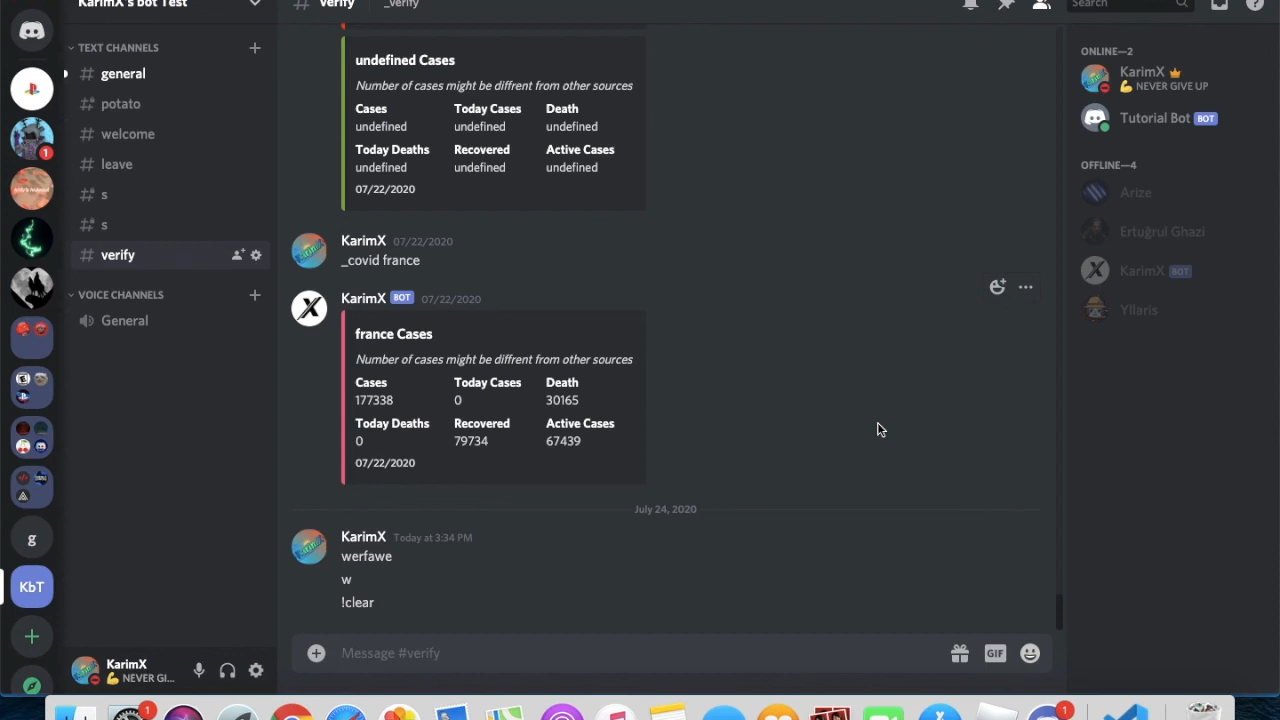 KarimX's bot Test
TEXT CHANNELS
general
potato
welcome
leave
s
s
verify
VOICE CHANNELS
General
KbT
g
1
KarimX
NEVER GI...
verify
_verify
Search
undefined Cases
Number of cases might be diffrent from other sources
Cases Today Cases Death
undefined undefined undefined
Today Deaths Recovered Active Cases
undefined undefined undefined
07/22/2020
KarimX 07/22/2020
_covid france
KarimX BOT 07/22/2020
france Cases
Number of cases might be diffrent from other sources
Cases Today Cases Death
177338 0 30165
Today Deaths Recovered Active Cases
0 79734 67439
07/22/2020
July 24, 2020
KarimX Today at 3:34 PM
werfawe
w
!clear
Message #verify
GIF
ONLINE—2
KarimX
NEVER GIVE UP
Tutorial Bot BOT
OFFLINE—4
Arize
Ertuğrul Ghazi
KarimX BOT
Yllaris
1
1